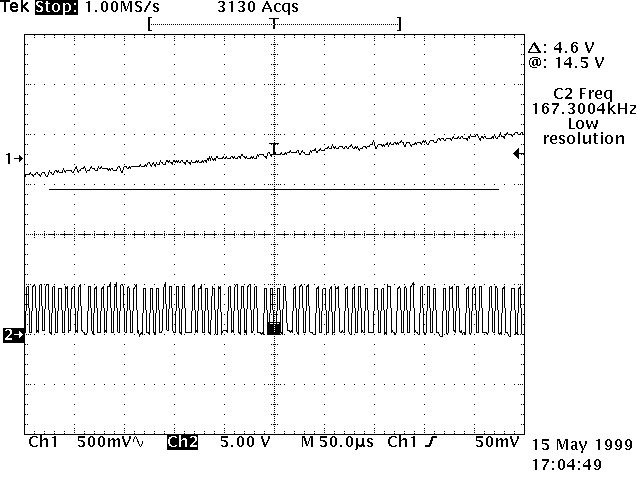 Tek Stop: 1.00MS/s 3130 Acqs
T
Δ: 4.6 V
@: 14.5 V
C2 Freq
167.3004kHz
Low
resolution
T
1→
2→
Ch1 500mV∿ Ch2 5.00 V M 50.0µs Ch1 ƒ 50mV
15 May 1999
17:04:49